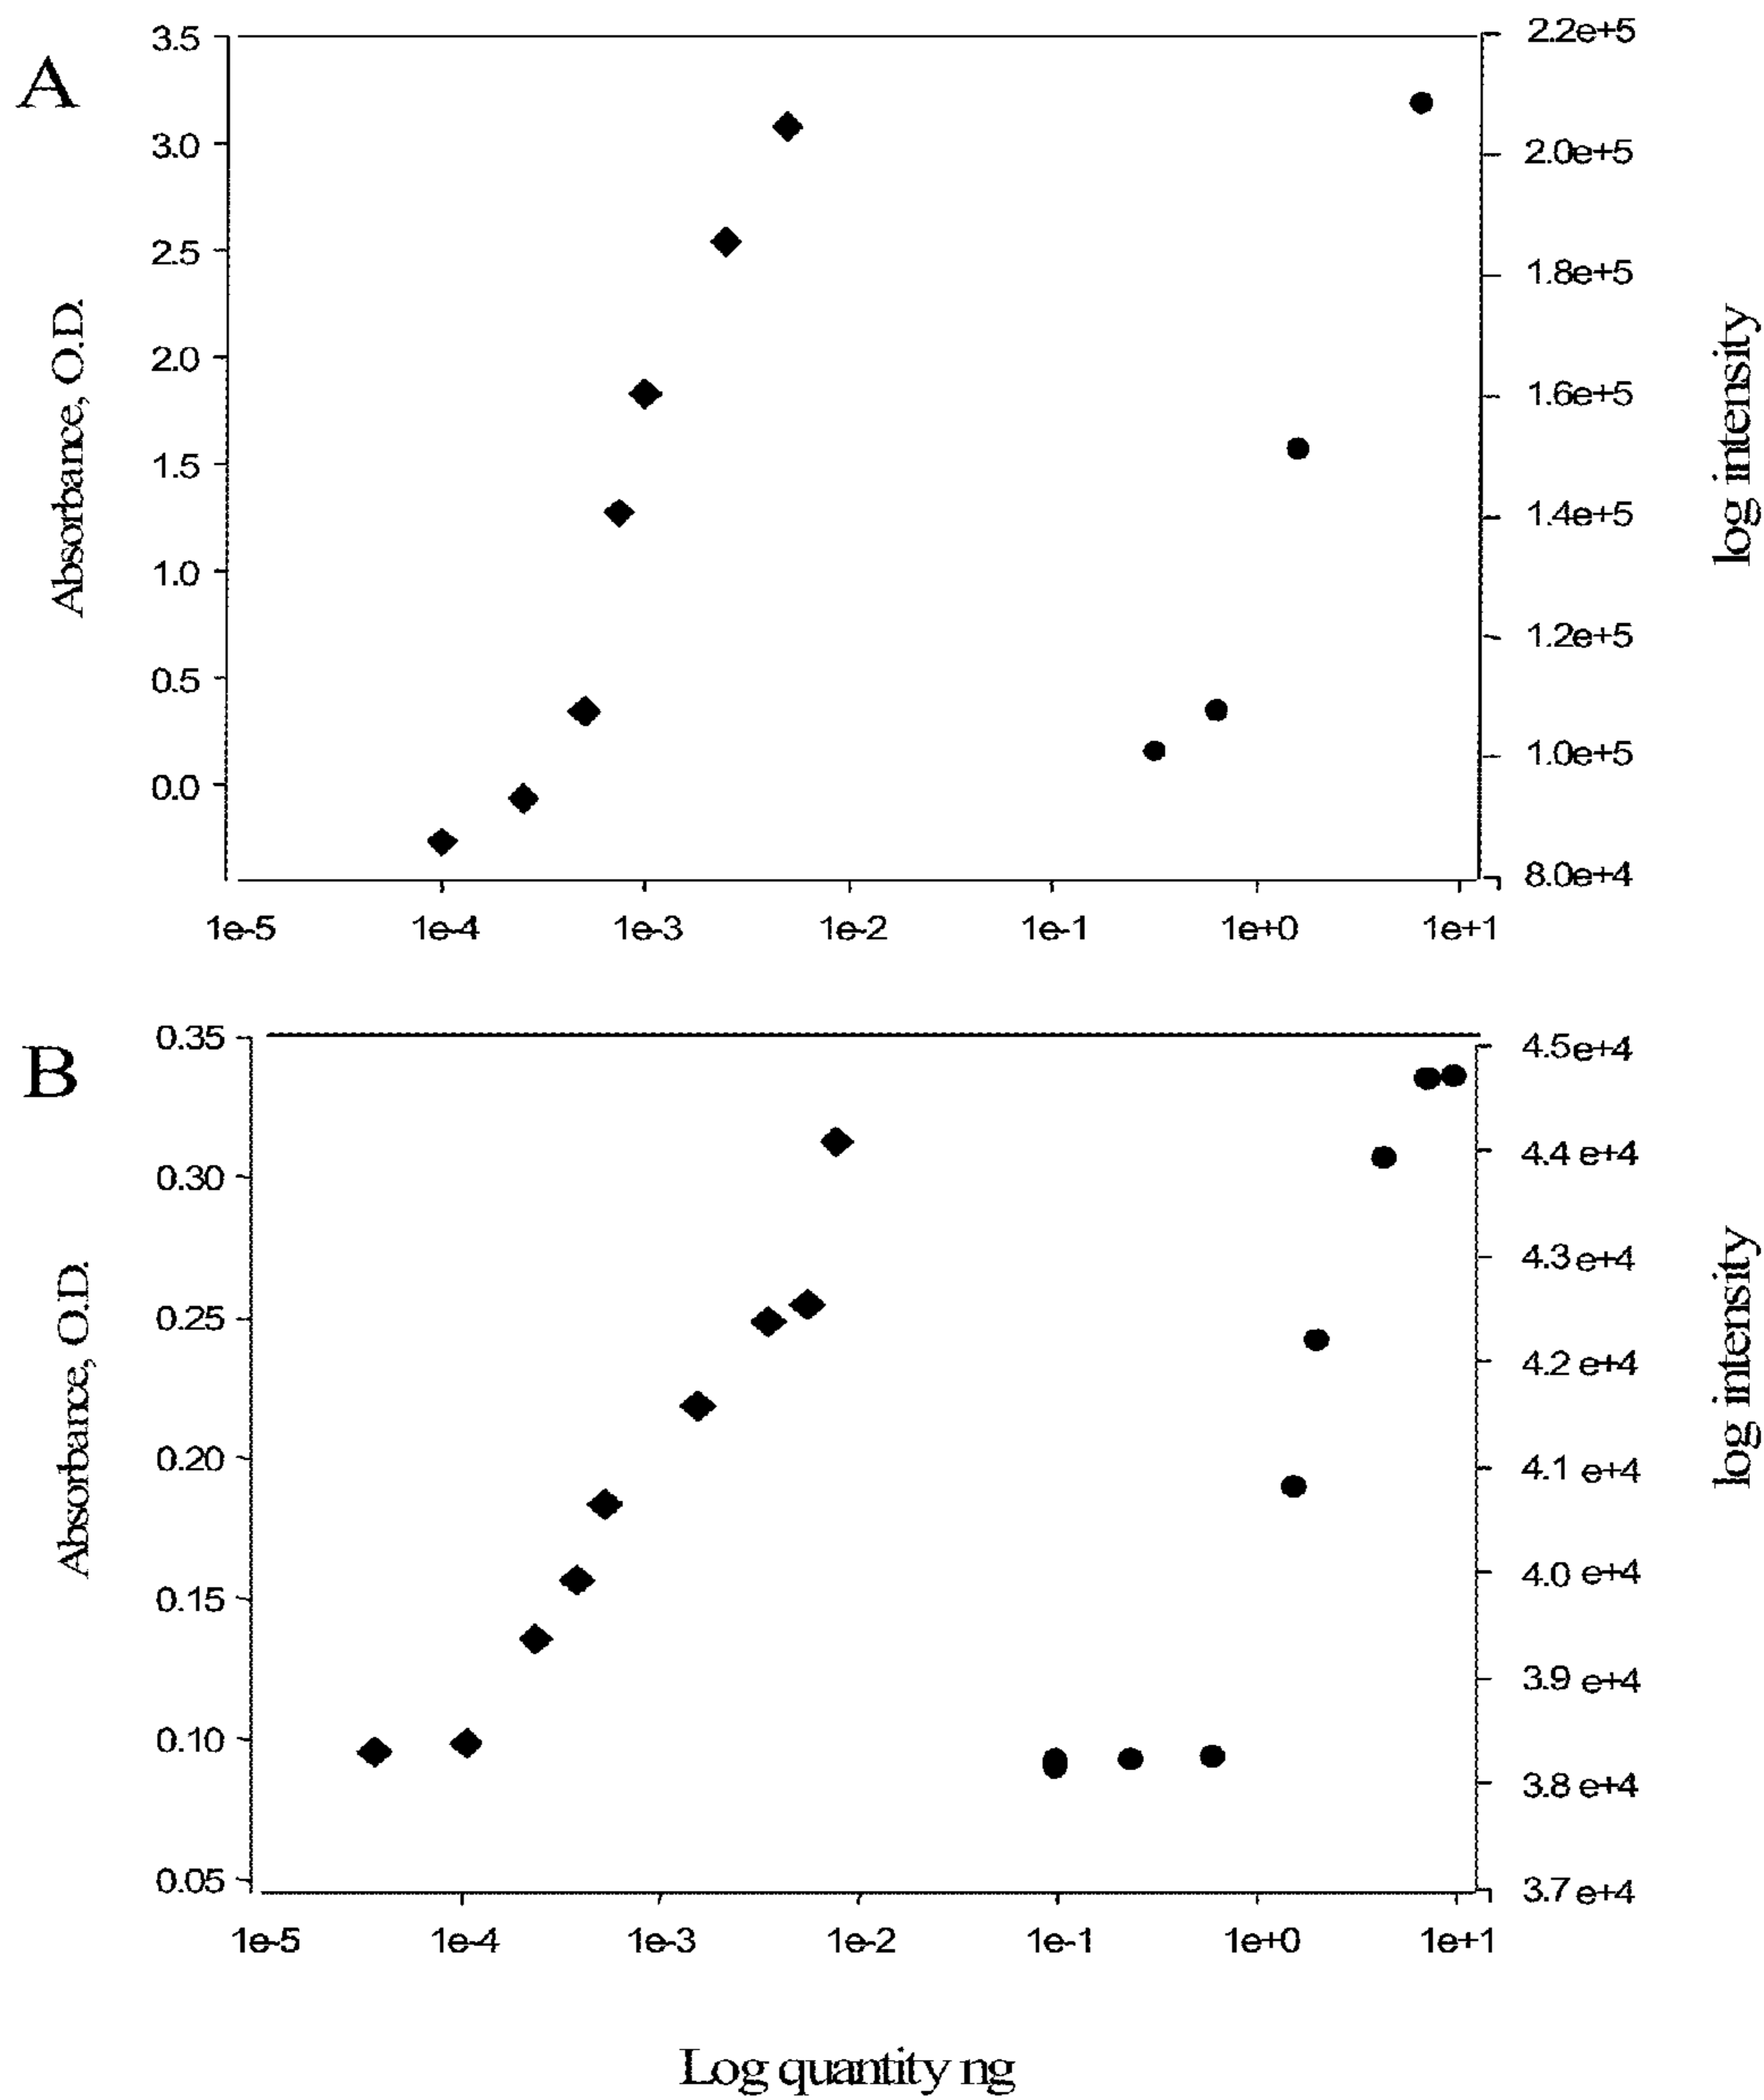 A
3.5
3.0
2.5
2.0
1.5
1.0
0.5
0.0
Absorbance, O.D.
2.2e+5
2.0e+5
1.8e+5
1.6e+5
1.4e+5
1.2e+5
1.0e+5
8.0e+4
log intensity
1e-5 1e-4 1e-3 1e-2 1e-1 1e+0 1e+1
B
0.35
0.30
0.25
0.20
0.15
0.10
0.05
Absorbance, O.D.
4.5e+4
4.4 e+4
4.3 e+4
4.2 e+4
4.1 e+4
4.0 e+4
3.9 e+4
3.8 e+4
3.7 e+4
log intensity
1e-5 1e-4 1e-3 1e-2 1e-1 1e+0 1e+1
Log quantity ng